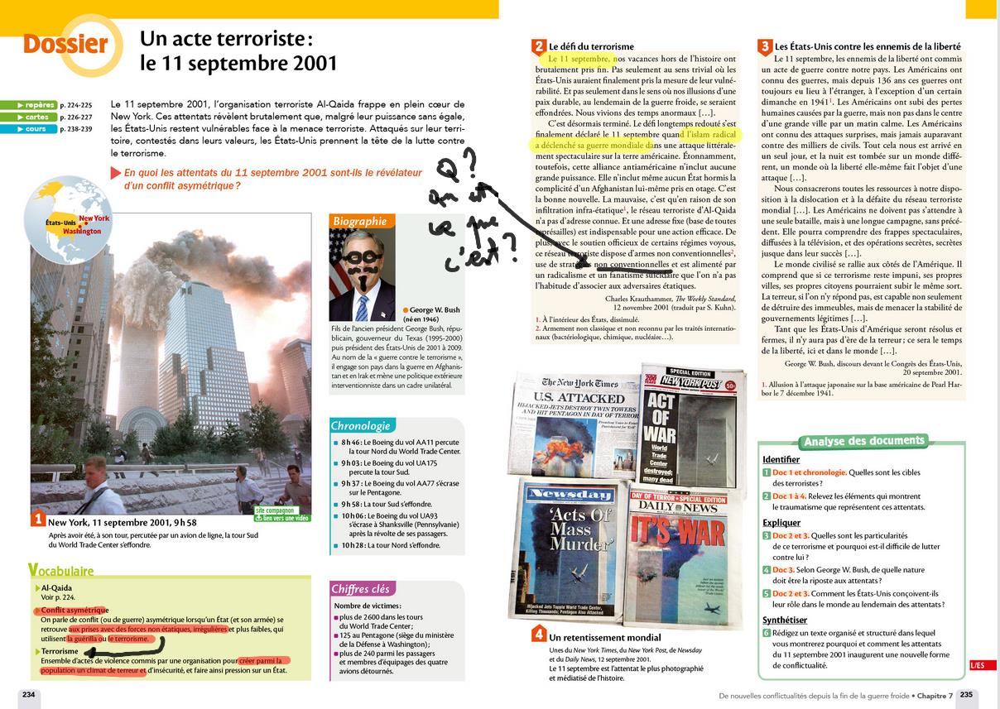 Dossier
Un acte terroriste :
le 11 septembre 2001
▶ repères p. 224-225
▶ cartes p. 226-227
▶ cours p. 238-239
Le 11 septembre 2001, l'organisation terroriste Al-Qaida frappe en plein cœur de
New York. Ces attentats révèlent brutalement que, malgré leur puissance sans égale,
les États-Unis restent vulnérables face à la menace terroriste. Attaqués sur leur terri-
toire, contestés dans leurs valeurs, les États-Unis prennent la tête de la lutte contre
le terrorisme.
▶ En quoi les attentats du 11 septembre 2001 sont-ils le révélateur
d'un conflit asymétrique ?
États-Unis
New York
Washington
site compagnon
lien vers une vidéo
1 New York, 11 septembre 2001, 9 h 58
Après avoir été, à son tour, percutée par un avion de ligne, la tour Sud
du World Trade Center s'effondre.
Vocabulaire
▶ Al-Qaida
Voir p. 224.
▶ Conflit asymétrique
On parle de conflit (ou de guerre) asymétrique lorsqu'un État (et son armée) se
retrouve aux prises avec des forces non étatiques, irrégulières et plus faibles, qui
utilisent la guérilla ou le terrorisme.
▶ Terrorisme
Ensemble d'actes de violence commis par une organisation pour créer parmi la
population un climat de terreur et d'insécurité, et faire ainsi pression sur un État.
234
Biographie
George W. Bush
(né en 1946)
Fils de l'ancien président George Bush, répu-
blicain, gouverneur du Texas (1995-2000)
puis président des États-Unis de 2001 à 2009.
Au nom de la « guerre contre le terrorisme »,
il engage son pays dans la guerre en Afghanis-
tan et en Irak et mène une politique extérieure
interventionniste dans un cadre unilatéral.
Chronologie
8 h 46 : Le Boeing du vol AA11 percute
la tour Nord du World Trade Center.
9 h 03 : Le Boeing du vol UA175
percute la tour Sud.
9 h 37 : Le Boeing du vol AA77 s'écrase
sur le Pentagone.
9 h 58 : La tour Sud s'effondre.
10 h 06 : Le Boeing du vol UA93
s'écrase à Shanksville (Pennsylvanie)
après la révolte de ses passagers.
10 h 28 : La tour Nord s'effondre.
Chiffres clés
Nombre de victimes :
plus de 2 600 dans les tours
du World Trade Center ;
125 au Pentagone (siège du ministère
de la Défense à Washington) ;
plus de 240 parmi les passagers
et membres d'équipages des quatre
avions détournés.
Q ?
c'est ?
2 Le défi du terrorisme
Le 11 septembre, nos vacances hors de l'histoire ont
brutalement pris fin. Pas seulement au sens trivial où les
États-Unis auraient finalement pris la mesure de leur vulné-
rabilité. Et pas seulement dans le sens où nos illusions d'une
paix durable, au lendemain de la guerre froide, se seraient
effondrées. Nous vivions des temps anormaux [...].
C'est désormais terminé. Le défi longtemps redouté s'est
finalement déclaré le 11 septembre quand l'islam radical
a déclenché sa guerre mondiale dans une attaque littérale-
ment spectaculaire sur la terre américaine. Étonnamment,
toutefois, cette alliance antiaméricaine n'inclut aucune
grande puissance. Elle n'inclut même aucun État hormis la
complicité d'un Afghanistan lui-même pris en otage. C'est
la bonne nouvelle. La mauvaise, c'est qu'en raison de son
infiltration infra-étatique1, le réseau terroriste d'Al-Qaida
n'a pas d'adresse connue. Et une adresse fixe (base de toutes
représailles) est indispensable pour une action efficace. De
plus, avec le soutien officieux de certains régimes voyous,
ce réseau terroriste dispose d'armes non conventionnelles2,
use de stratégies non conventionnelles et est alimenté par
un radicalisme et un fanatisme suicidaire que l'on n'a pas
l'habitude d'associer aux adversaires étatiques.
Charles Krauthammer, The Weekly Standard,
12 novembre 2001 (traduit par S. Kuhn).
1. À l'intérieur des États, dissimulé.
2. Armement non classique et non reconnu par les traités internatio-
naux (bactériologique, chimique, nucléaire...).
The New York Times
U.S. ATTACKED
HIJACKED JETS DESTROY TWIN TOWERS
AND HIT PENTAGON IN DAY OF TERROR
SPECIAL EDITION
200 YEARS
NEW YORK POST
50¢
ACT
OF
WAR
World
Trade
Center
destroyed;
many dead
Newsday
'Acts Of
Mass
Murder'
Hijacked Jets Topple World Trade Center,
Killing Thousands; Pentagon Also Attacked
DAY OF TERROR • SPECIAL EDITION
DAILY NEWS
IT'S WAR
4 Un retentissement mondial
Unes du New York Times, du New York Post, de Newsday
et du Daily News, 12 septembre 2001.
Le 11 septembre est l'attentat le plus photographié
et médiatisé de l'histoire.
3 Les États-Unis contre les ennemis de la liberté
Le 11 septembre, les ennemis de la liberté ont commis
un acte de guerre contre notre pays. Les Américains ont
connu des guerres, mais depuis 136 ans ces guerres ont
toujours eu lieu à l'étranger, à l'exception d'un certain
dimanche en 19411. Les Américains ont subi des pertes
humaines causées par la guerre, mais non pas dans le centre
d'une grande ville par un matin calme. Les Américains
ont connu des attaques surprises, mais jamais auparavant
contre des milliers de civils. Tout cela nous est arrivé en
un seul jour, et la nuit est tombée sur un monde diffé-
rent, un monde où la liberté elle-même fait l'objet d'une
attaque [...].
Nous consacrerons toutes les ressources à notre dispo-
sition à la dislocation et à la défaite du réseau terroriste
mondial [...]. Les Américains ne doivent pas s'attendre à
une seule bataille, mais à une longue campagne, sans précé-
dent. Elle pourra comprendre des frappes spectaculaires,
diffusées à la télévision, et des opérations secrètes, secrètes
jusque dans leur succès [...].
Le monde civilisé se rallie aux côtés de l'Amérique. Il
comprend que si ce terrorisme reste impuni, ses propres
villes, ses propres citoyens pourraient subir le même sort.
La terreur, si l'on n'y répond pas, est capable non seulement
de détruire des immeubles, mais de menacer la stabilité de
gouvernements légitimes [...].
Tant que les États-Unis d'Amérique seront résolus et
fermes, il n'y aura pas d'ère de la terreur ; ce sera le temps
de la liberté, ici et dans le monde [...].
George W. Bush, discours devant le Congrès des États-Unis,
20 septembre 2001.
1. Allusion à l'attaque japonaise sur la base américaine de Pearl Har-
bor le 7 décembre 1941.
Analyse des documents
Identifier
1 Doc 1 et chronologie. Quelles sont les cibles
des terroristes ?
2 Doc 1 à 4. Relevez les éléments qui montrent
le traumatisme que représentent ces attentats.
Expliquer
3 Doc 2 et 3. Quelles sont les particularités
de ce terrorisme et pourquoi est-il difficile de lutter
contre lui ?
4 Doc 3. Selon George W. Bush, de quelle nature
doit être la riposte aux attentats ?
5 Doc 2 et 3. Comment les États-Unis conçoivent-ils
leur rôle dans le monde au lendemain des attentats ?
Synthétiser
6 Rédigez un texte organisé et structuré dans lequel
vous montrerez pourquoi et comment les attentats
du 11 septembre 2001 inaugurent une nouvelle forme
de conflictualité.
L/ES
De nouvelles conflictualités depuis la fin de la guerre froide • Chapitre 7
235